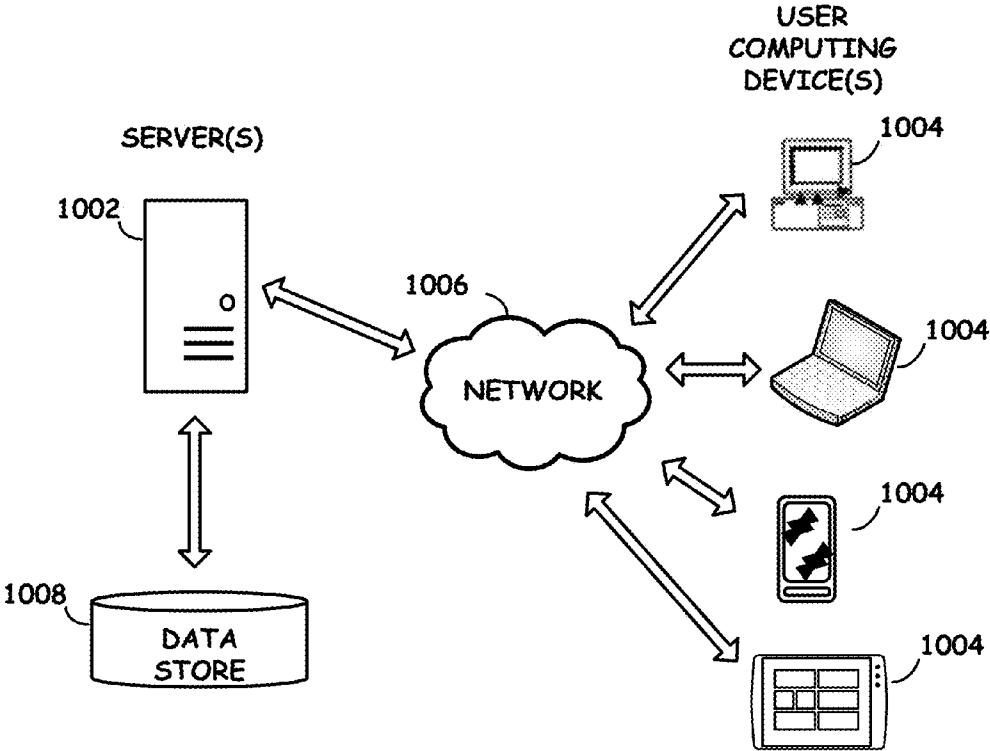 USER
COMPUTING
DEVICE(S)
SERVER(S)
1004
1002
1006
1004
NETWORK
1004
1008
DATA
STORE
1004